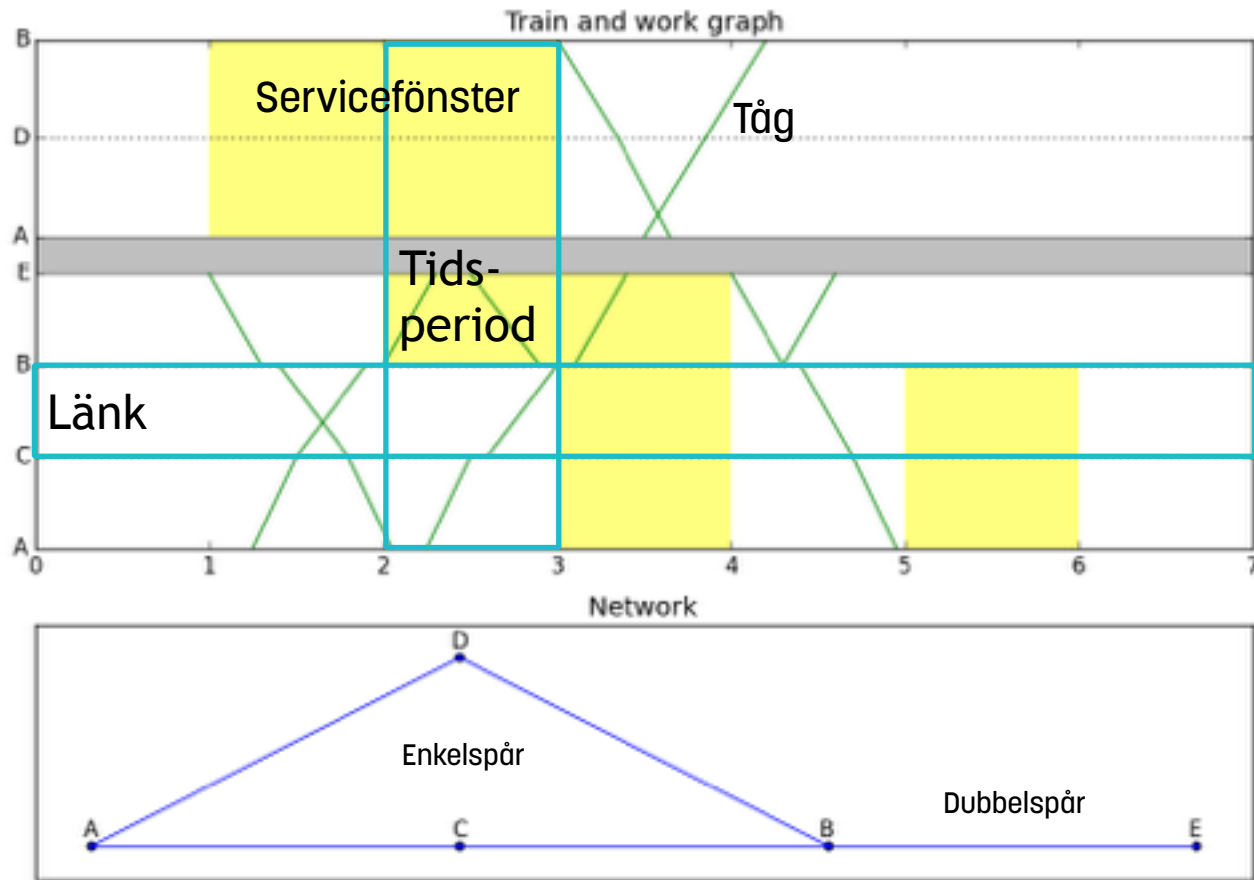 Train and work graph
B
Servicefönster
Tåg
D
A
E
Tids-
period
B
Länk
C
A
0 1 2 3 4 5 6 7
Network
D
Enkelspår
Dubbelspår
A C B E